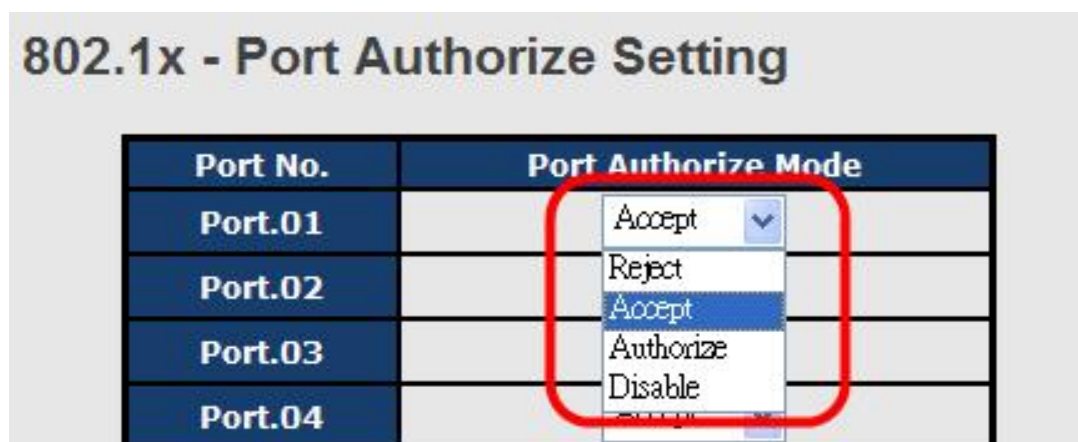 802.1x - Port Authorize Setting
Port No. Port Authorize Mode
Port.01 Accept
Reject
Port.02
Accept
Port.03 Authorize
Disable
Port.04